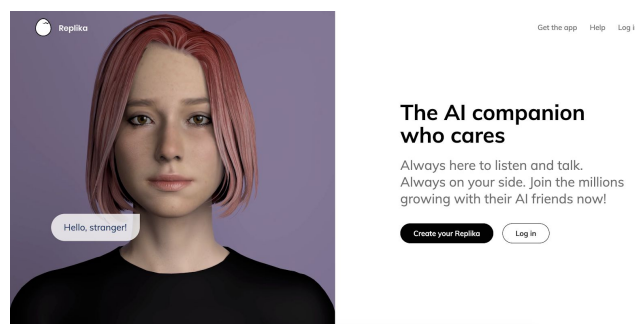 Replika
Get the app Help Log i
The AI companion
who cares
Always here to listen and talk.
Always on your side. Join the millions
growing with their AI friends now!
Hello, stranger!
Create your Replika Log in